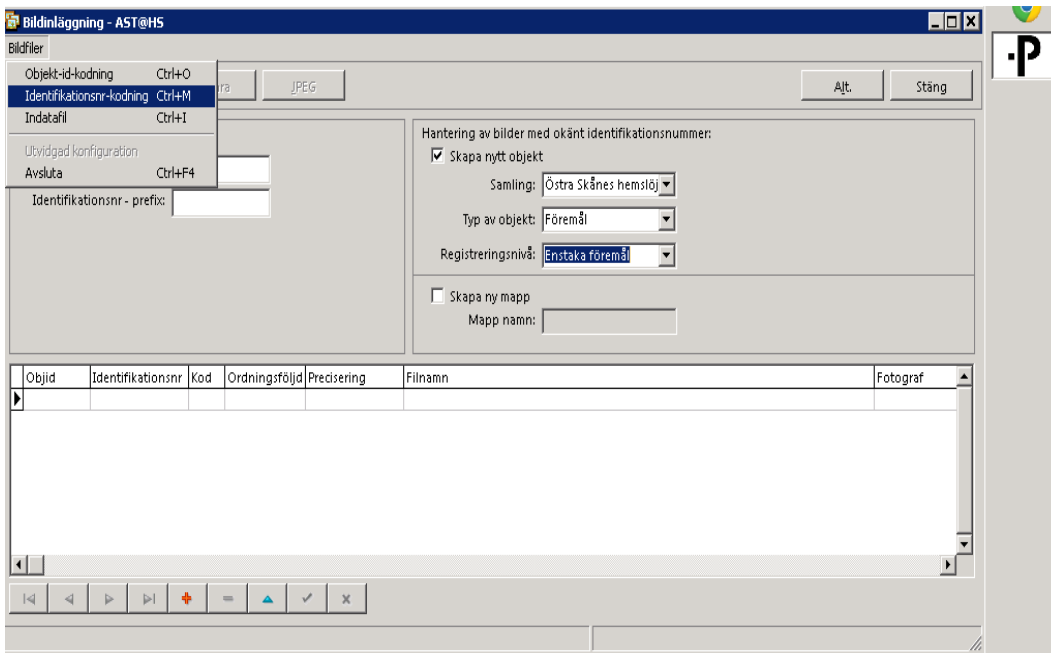 Bildinläggning - AST@HS
Bildfiler
Objekt-id-kodning Ctrl+O
Identifikationsnr-kodning Ctrl+M
Indatafil Ctrl+I
Utvidgad konfiguration
Avsluta Ctrl+F4
ra JPEG Alt. Stäng
Identifikationsnr - prefix:
Hantering av bilder med okänt identifikationsnummer:
Skapa nytt objekt
Samling: Östra Skånes hemslöj
Typ av objekt: Föremål
Registreringsnivå: Enstaka föremål
Skapa ny mapp
Mapp namn:
Objid Identifikationsnr Kod Ordningsföljd Precisering Filnamn Fotograf
·P